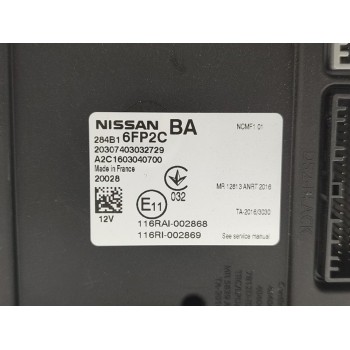 NISSAN BA
NCMF1.01
284B1 6FP2C
20307403032729
A2C1603040700
Made in France
20028
MR 12613 ANRT 2016
032
E11
TA-2016/3030
12V
116RAI-002868
116RI-002869
See service manual